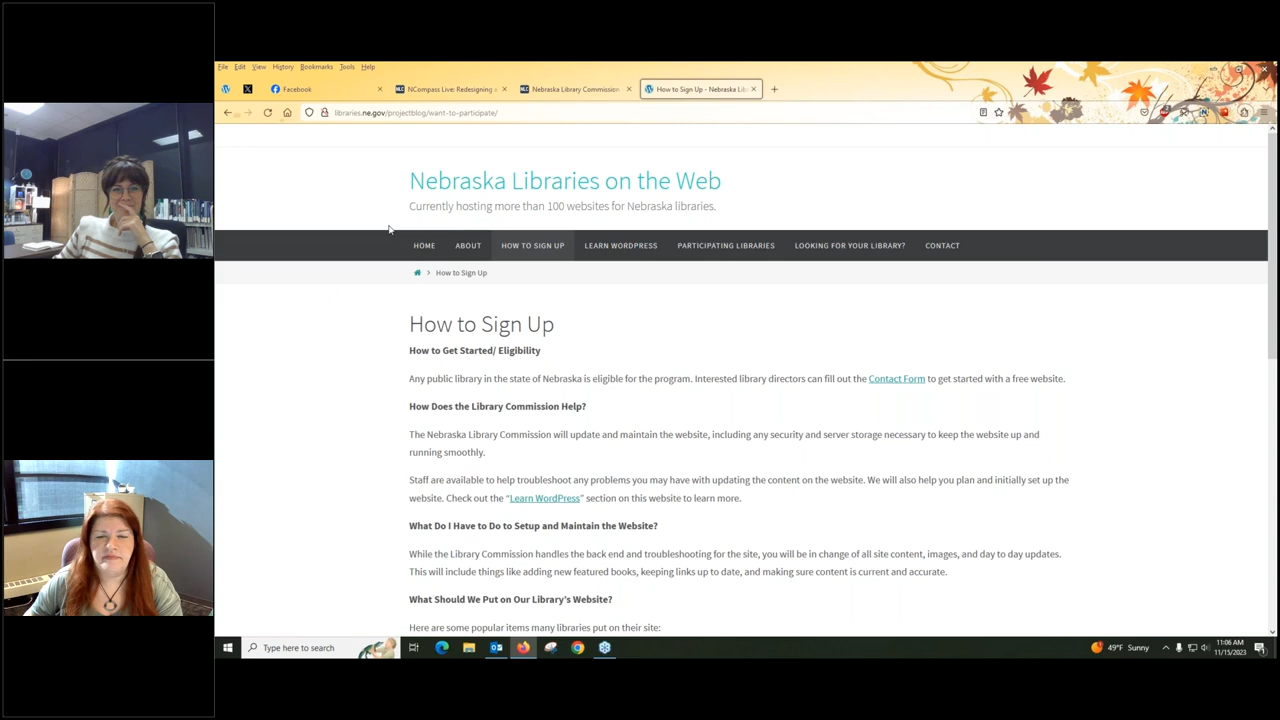 File Edit View History Bookmarks Tools Help
Facebook
NCompass Live: Redesigning a
Nebraska Library Commission
How to Sign Up - Nebraska Lib
libraries.ne.gov/projectblog/want-to-participate/
Nebraska Libraries on the Web
Currently hosting more than 100 websites for Nebraska libraries.
HOME ABOUT HOW TO SIGN UP LEARN WORDPRESS PARTICIPATING LIBRARIES LOOKING FOR YOUR LIBRARY? CONTACT
How to Sign Up
How to Sign Up
How to Get Started/ Eligibility
Any public library in the state of Nebraska is eligible for the program. Interested library directors can fill out the Contact Form to get started with a free website.
How Does the Library Commission Help?
The Nebraska Library Commission will update and maintain the website, including any security and server storage necessary to keep the website up and
running smoothly.
Staff are available to help troubleshoot any problems you may have with updating the content on the website. We will also help you plan and initially set up the
website. Check out the “Learn WordPress” section on this website to learn more.
What Do I Have to Do to Setup and Maintain the Website?
While the Library Commission handles the back end and troubleshooting for the site, you will be in change of all site content, images, and day to day updates.
This will include things like adding new featured books, keeping links up to date, and making sure content is current and accurate.
What Should We Put on Our Library’s Website?
Here are some popular items many libraries put on their site:
Type here to search
49°F Sunny
11:06 AM
11/15/2023